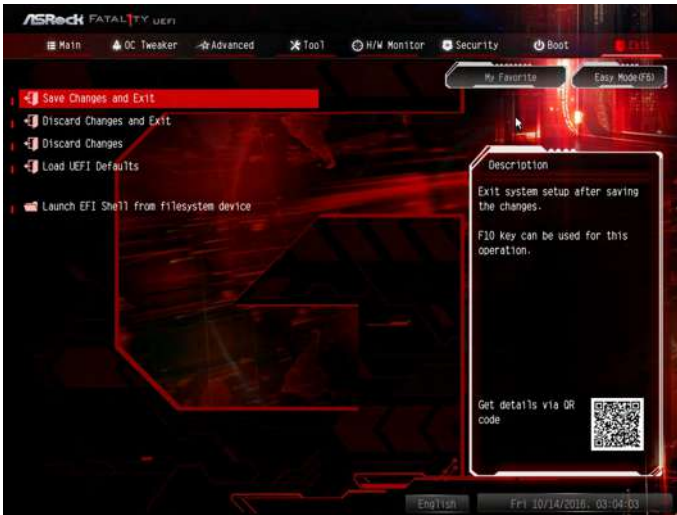 ASRock FATAL1TY UEFI
Main
OC Tweaker
Advanced
Tool
H/W Monitor
Security
Boot
Exit
My Favorite
Easy Mode(F6)
Save Changes and Exit
Discard Changes and Exit
Discard Changes
Load UEFI Defaults
Launch EFI Shell from filesystem device
Description
Exit system setup after saving
the changes.
F10 key can be used for this
operation.
Get details via QR
code
English
Fri 10/14/2016. 03:04:03